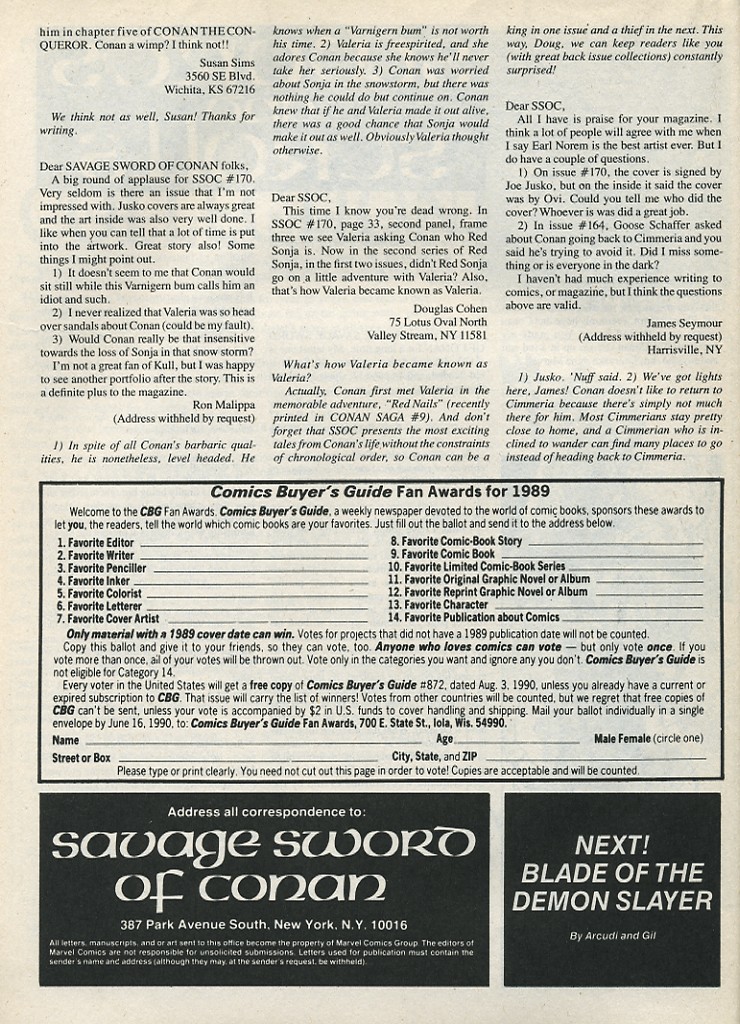 him in chapter five of CONAN THE CON-
QUEROR. Conan a wimp? I think not!!
Susan Sims
3560 SE Blvd.
Wichita, KS 67216
We think not as well, Susan! Thanks for
writing.
Dear SAVAGE SWORD OF CONAN folks,
A big round of applause for SSOC #170.
Very seldom is there an issue that I'm not
impressed with. Jusko covers are always great
and the art inside was also very well done. I
like when you can tell that a lot of time is put
into the artwork. Great story also! Some
things I might point out.
1) It doesn't seem to me that Conan would
sit still while this Varnigern bum calls him an
idiot and such.
2) I never realized that Valeria was so head
over sandals about Conan (could be my fault).
3) Would Conan really be that insensitive
towards the loss of Sonja in that snow storm?
I'm not a great fan of Kull, but I was happy
to see another portfolio after the story. This is
a definite plus to the magazine.
Ron Malippa
(Address withheld by request)
1) In spite of all Conan's barbaric qual-
ities, he is nonetheless, level headed. He
knows when a "Varnigern bum" is not worth
his time. 2) Valeria is freespirited, and she
adores Conan because she knows he'll never
take her seriously. 3) Conan was worried
about Sonja in the snowstorm, but there was
nothing he could do but continue on. Conan
knew that if he and Valeria made it out alive,
there was a good chance that Sonja would
make it out as well. Obviously Valeria thought
otherwise.
Dear SSOC,
This time I know you're dead wrong. In
SSOC #170, page 33, second panel, frame
three we see Valeria asking Conan who Red
Sonja is. Now in the second series of Red
Sonja, in the first two issues, didn't Red Sonja
go on a little adventure with Valeria? Also,
that's how Valeria became known as Valeria.
Douglas Cohen
75 Lotus Oval North
Valley Stream, NY 11581
What's how Valeria became known as
Valeria?
Actually, Conan first met Valeria in the
memorable adventure, "Red Nails" (recently
printed in CONAN SAGA #9). And don't
forget that SSOC presents the most exciting
tales from Conan's life without the constraints
of chronological order, so Conan can be a
king in one issue and a thief in the next. This
way, Doug, we can keep readers like you
(with great back issue collections) constantly
surprised!
Dear SSOC,
All I have is praise for your magazine. I
think a lot of people will agree with me when
I say Earl Norem is the best artist ever. But I
do have a couple of questions.
1) On issue #170, the cover is signed by
Joe Jusko, but on the inside it said the cover
was by Ovi. Could you tell me who did the
cover? Whoever is was did a great job.
2) In issue #164, Goose Schaffer asked
about Conan going back to Cimmeria and you
said he's trying to avoid it. Did I miss some-
thing or is everyone in the dark?
I haven't had much experience writing to
comics, or magazine, but I think the questions
above are valid.
James Seymour
(Address withheld by request)
Harrisville, NY
1) Jusko. 'Nuff said. 2) We've got lights
here, James! Conan doesn't like to return to
Cimmeria because there's simply not much
there for him. Most Cimmerians stay pretty
close to home, and a Cimmerian who is in-
clined to wander can find many places to go
instead of heading back to Cimmeria.
Comics Buyer's Guide Fan Awards for 1989
Welcome to the CBG Fan Awards. Comics Buyer's Guide, a weekly newspaper devoted to the world of comic books, sponsors these awards to
let you, the readers, tell the world which comic books are your favorites. Just fill out the ballot and send it to the address below.
1. Favorite Editor
2. Favorite Writer
3. Favorite Penciller
4. Favorite Inker
5. Favorite Colorist
6. Favorite Letterer
7. Favorite Cover Artist
8. Favorite Comic-Book Story
9. Favorite Comic Book
10. Favorite Limited Comic-Book Series
11. Favorite Original Graphic Novel or Album
12. Favorite Reprint Graphic Novel or Album
13. Favorite Character
14. Favorite Publication about Comics
Only material with a 1989 cover date can win. Votes for projects that did not have a 1989 publication date will not be counted.
Copy this ballot and give it to your friends, so they can vote, too. Anyone who loves comics can vote — but only vote once. If you
vote more than once, all of your votes will be thrown out. Vote only in the categories you want and ignore any you don't. Comics Buyer's Guide is
not eligible for Category 14.
Every voter in the United States will get a free copy of Comics Buyer's Guide #872, dated Aug. 3, 1990, unless you already have a current or
expired subscription to CBG. That issue will carry the list of winners! Votes from other countries will be counted, but we regret that free copies of
CBG can't be sent, unless your vote is accompanied by $2 in U.S. funds to cover handling and shipping. Mail your ballot individually in a single
envelope by June 16, 1990, to: Comics Buyer's Guide Fan Awards, 700 E. State St., Iola, Wis. 54990.
Name Age Male Female (circle one)
Street or Box City, State, and ZIP
Please type or print clearly. You need not cut out this page in order to vote! Copies are acceptable and will be counted.
Address all correspondence to:
savage sword
of conan
387 Park Avenue South, New York, N.Y. 10016
All letters, manuscripts, and or art sent to this office become the property of Marvel Comics Group. The editors of
Marvel Comics are not responsible for unsolicited submissions. Letters used for publication must contain the
sender's name and address (although they may, at the sender's request, be withheld).
NEXT!
BLADE OF THE
DEMON SLAYER
By Arcudi and Gil